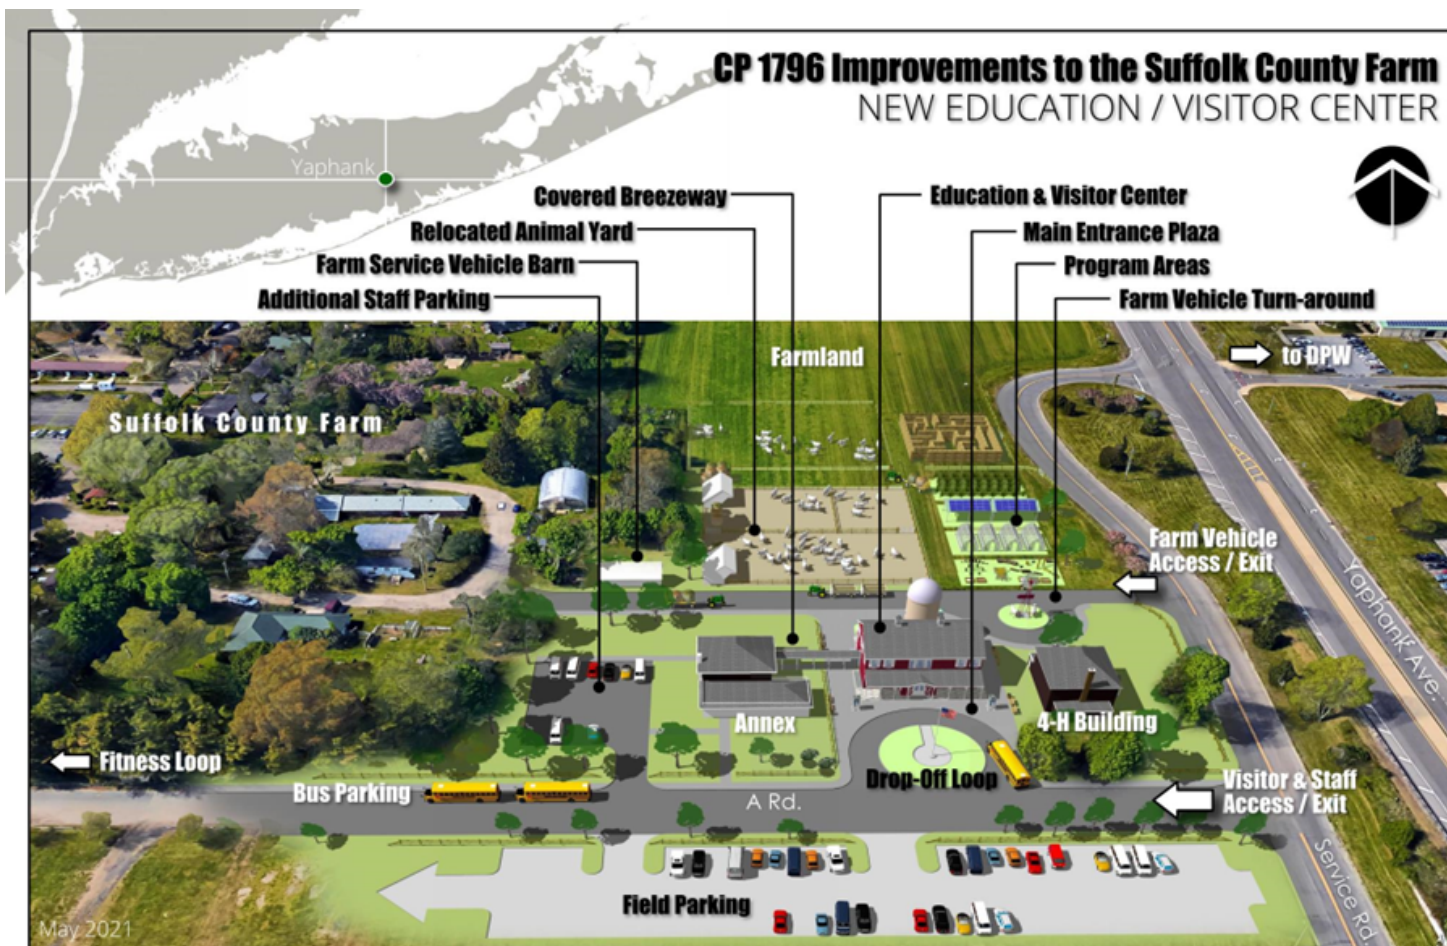 CP 1796 Improvements to the Suffolk County Farm
NEW EDUCATION / VISITOR CENTER
Yaphank
Covered Breezeway
Education & Visitor Center
Relocated Animal Yard
Main Entrance Plaza
Farm Service Vehicle Barn
Program Areas
Additional Staff Parking
Farm Vehicle Turn-around
Farmland
to DPW
Suffolk County Farm
Farm Vehicle
Access / Exit
Yaphank Ave.
Annex
4-H Building
Fitness Loop
Drop-Off Loop
Bus Parking
A Rd.
Visitor & Staff
Access / Exit
Service Rd
Field Parking
May 2021